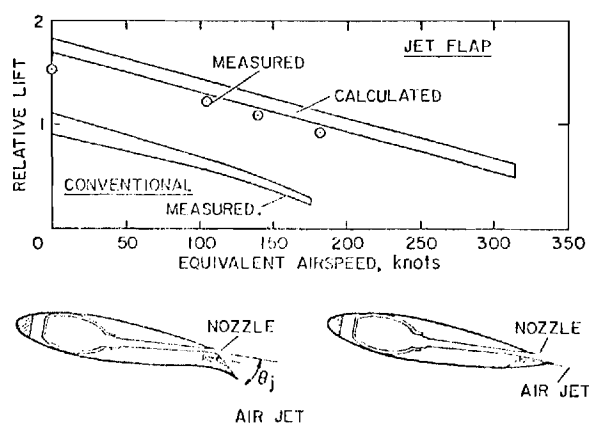 2
JET FLAP
MEASURED
CALCULATED
RELATIVE LIFT
1
CONVENTIONAL
MEASURED.
0 50 100 150 200 250 300 350
EQUIVALENT AIRSPEED, knots
NOZZLE
θj
AIR JET
NOZZLE
AIR JET